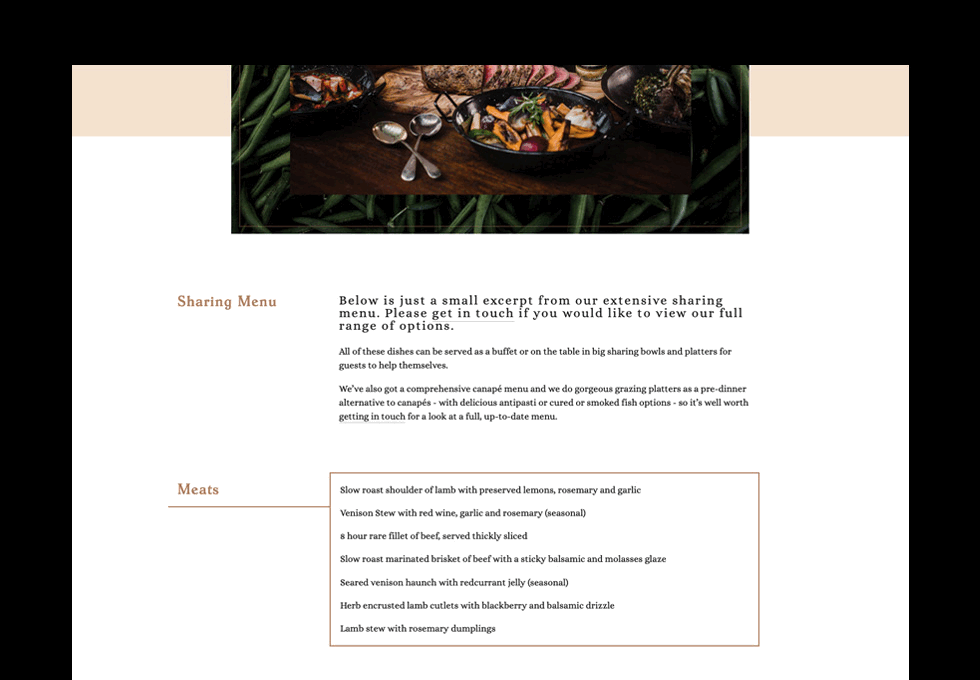 Sharing Menu
Below is just a small excerpt from our extensive sharing
menu. Please get in touch if you would like to view our full
range of options.
All of these dishes can be served as a buffet or on the table in big sharing bowls and platters for
guests to help themselves.
We've also got a comprehensive canapé menu and we do gorgeous grazing platters as a pre-dinner
alternative to canapés - with delicious antipasti or cured or smoked fish options - so it's well worth
getting in touch for a look at a full, up-to-date menu.
Meats
Slow roast shoulder of lamb with preserved lemons, rosemary and garlic
Venison Stew with red wine, garlic and rosemary (seasonal)
8 hour rare fillet of beef, served thickly sliced
Slow roast marinated brisket of beef with a sticky balsamic and molasses glaze
Seared venison haunch with redcurrant jelly (seasonal)
Herb encrusted lamb cutlets with blackberry and balsamic drizzle
Lamb stew with rosemary dumplings